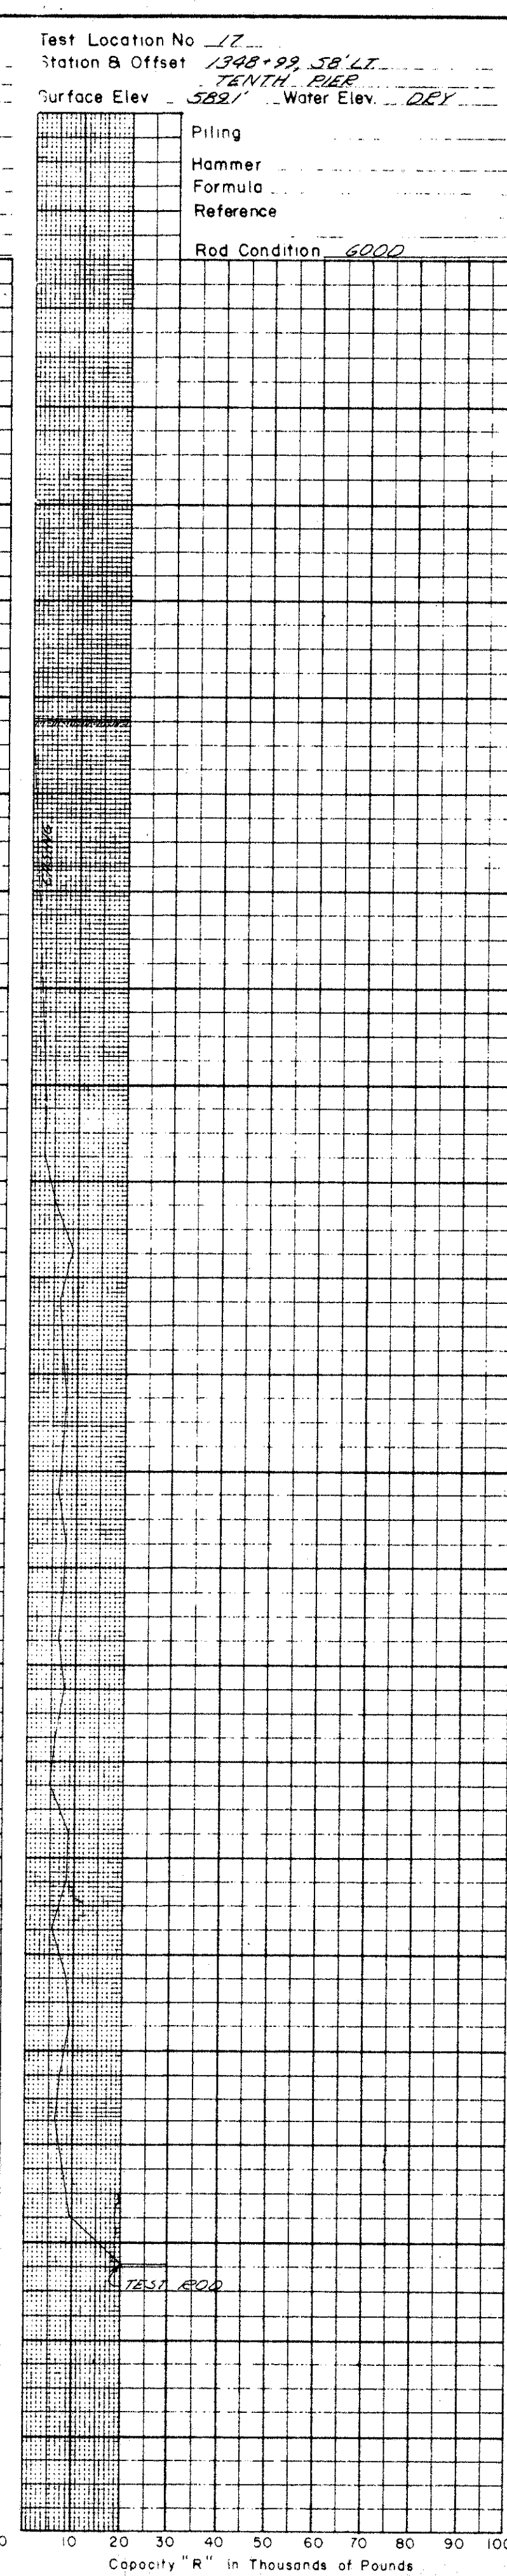 Test Location No 17
Station & Offset 1348+99, 58' LT
TENTH PIER
Surface Elev 589.1' Water Elev. DRY
Piling
Hammer
Formula
Reference
Rod Condition GOOD
CASING
TEST ROD
0 10 20 30 40 50 60 70 80 90 100
Capacity "R" in Thousands of Pounds